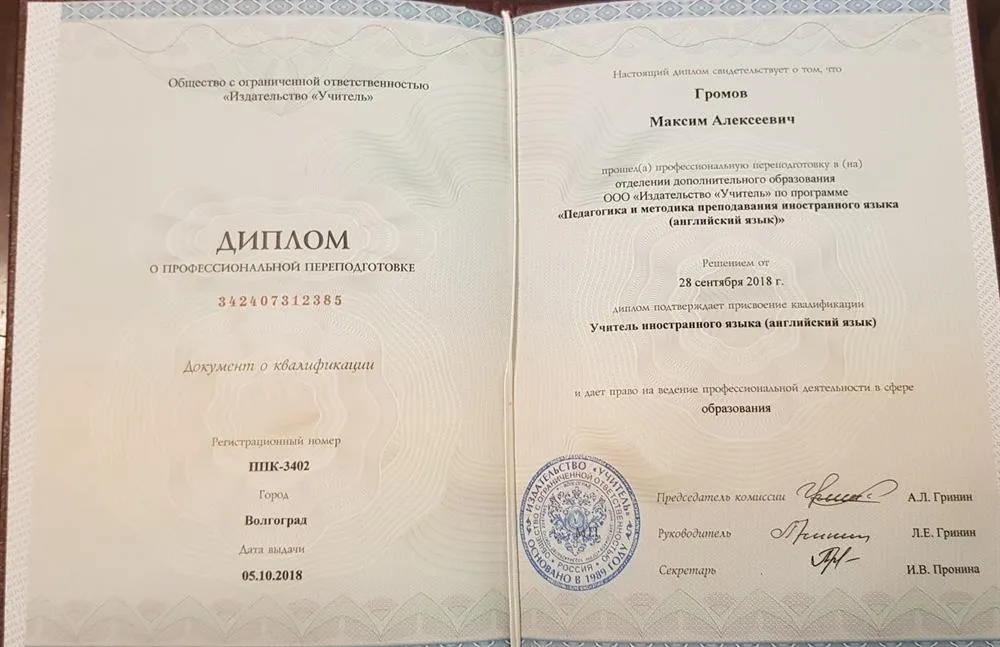 Общество с ограниченной ответственностью
«Издательство «Учитель»
ДИПЛОМ
О ПРОФЕССИОНАЛЬНОЙ ПЕРЕПОДГОТОВКЕ
342407312385
Документ о квалификации
Регистрационный номер
ППК-3402
Город
Волгоград
Дата выдачи
05.10.2018
Настоящий диплом свидетельствует о том, что
Громов
Максим Алексеевич
прошел(а) профессиональную переподготовку в (на)
отделении дополнительного образования
ООО «Издательство «Учитель» по программе
«Педагогика и методика преподавания иностранного языка
(английский язык)»
Решением от
28 сентября 2018 г.
диплом подтверждает присвоение квалификации
Учитель иностранного языка (английский язык)
и дает право на ведение профессиональной деятельности в сфере
образования
Председатель комиссии
А.Л. Гринин
Руководитель
Л.Е. Гринин
Секретарь
И.В. Пронина
ИЗДАТЕЛЬСТВО «УЧИТЕЛЬ»
ОСНОВАНО В 1989 ГОДУ
ОБЩЕСТВО С ОГРАНИЧЕННОЙ ОТВЕТСТВЕННОСТЬЮ
РОССИЯ
МП